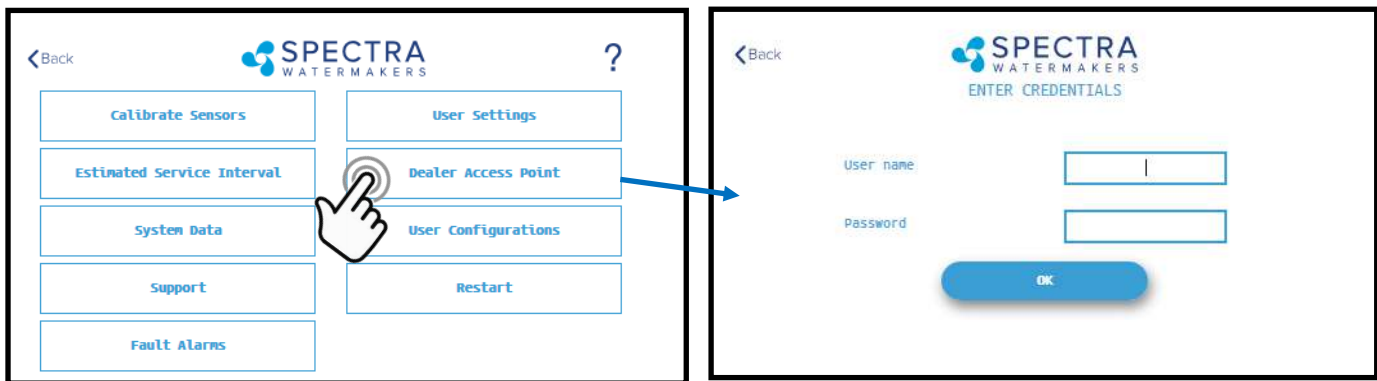 Back
SPECTRA
WATERMAKERS
?
Calibrate Sensors
User Settings
Estimated Service Interval
Dealer Access Point
System Data
User Configurations
Support
Restart
Fault Alarms
Back
SPECTRA
WATERMAKERS
ENTER CREDENTIALS
User name
Password
OK